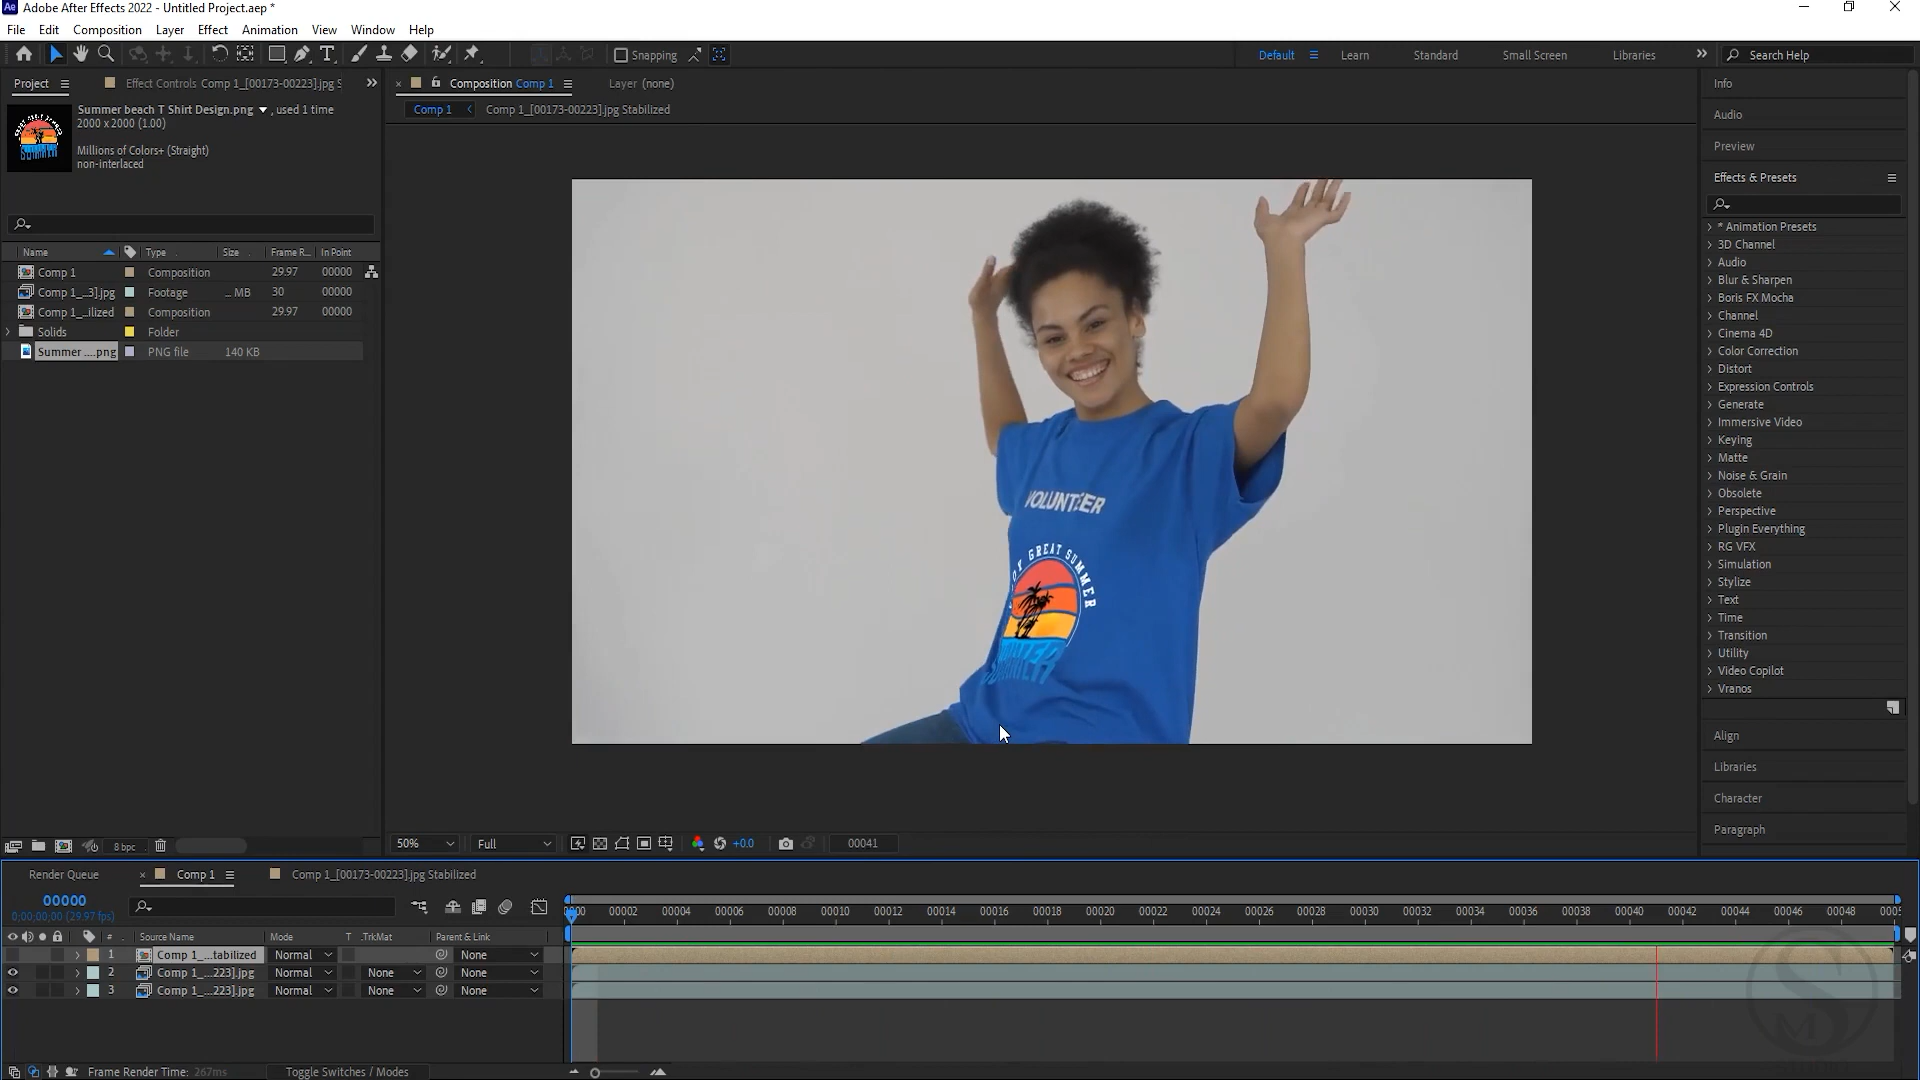 Adobe After Effects 2022 - Untitled Project.aep *
File Edit Composition Layer Effect Animation View Window Help
Snapping Default Learn Standard Small Screen Libraries Search Help
Project Effect Controls Comp 1_[00173-00223].jpg S
Summer beach T Shirt Design.png , used 1 time
2000 x 2000 (1.00)
Millions of Colors+ (Straight)
non-interlaced
Name Type Size Frame R... In Point
Comp 1 Composition 29.97 00000
Comp 1_...3].jpg Footage ... MB 30 00000
Comp 1_...ilized Composition 29.97 00000
Solids Folder
Summer ....png PNG file 140 KB
8 bpc
Composition Comp 1 Layer (none)
Comp 1 Comp 1_[00173-00223].jpg Stabilized
VOLUNTEER
GREAT SUMMER
SUMMER
50% Full +0.0 00041
Info
Audio
Preview
Effects & Presets
* Animation Presets
3D Channel
Audio
Blur & Sharpen
Boris FX Mocha
Channel
Cinema 4D
Color Correction
Distort
Expression Controls
Generate
Immersive Video
Keying
Matte
Noise & Grain
Obsolete
Perspective
Plugin Everything
RG VFX
Simulation
Stylize
Text
Time
Transition
Utility
Video Copilot
Vranos
Align
Libraries
Character
Paragraph
Render Queue Comp 1 Comp 1_[00173-00223].jpg Stabilized
00000
0;00;00;00 (29.97 fps)
00002 00004 00006 00008 00010 00012 00014 00016 00018 00020 00022 00024 00026 00028 00030 00032 00034 00036 00038 00040 00042 00044 00046 00048
# Source Name Mode T .TrkMat Parent & Link
1 Comp 1_...tabilized Normal None
2 Comp 1_...223].jpg Normal None None
3 Comp 1_...223].jpg Normal None None
Frame Render Time: 267ms Toggle Switches / Modes